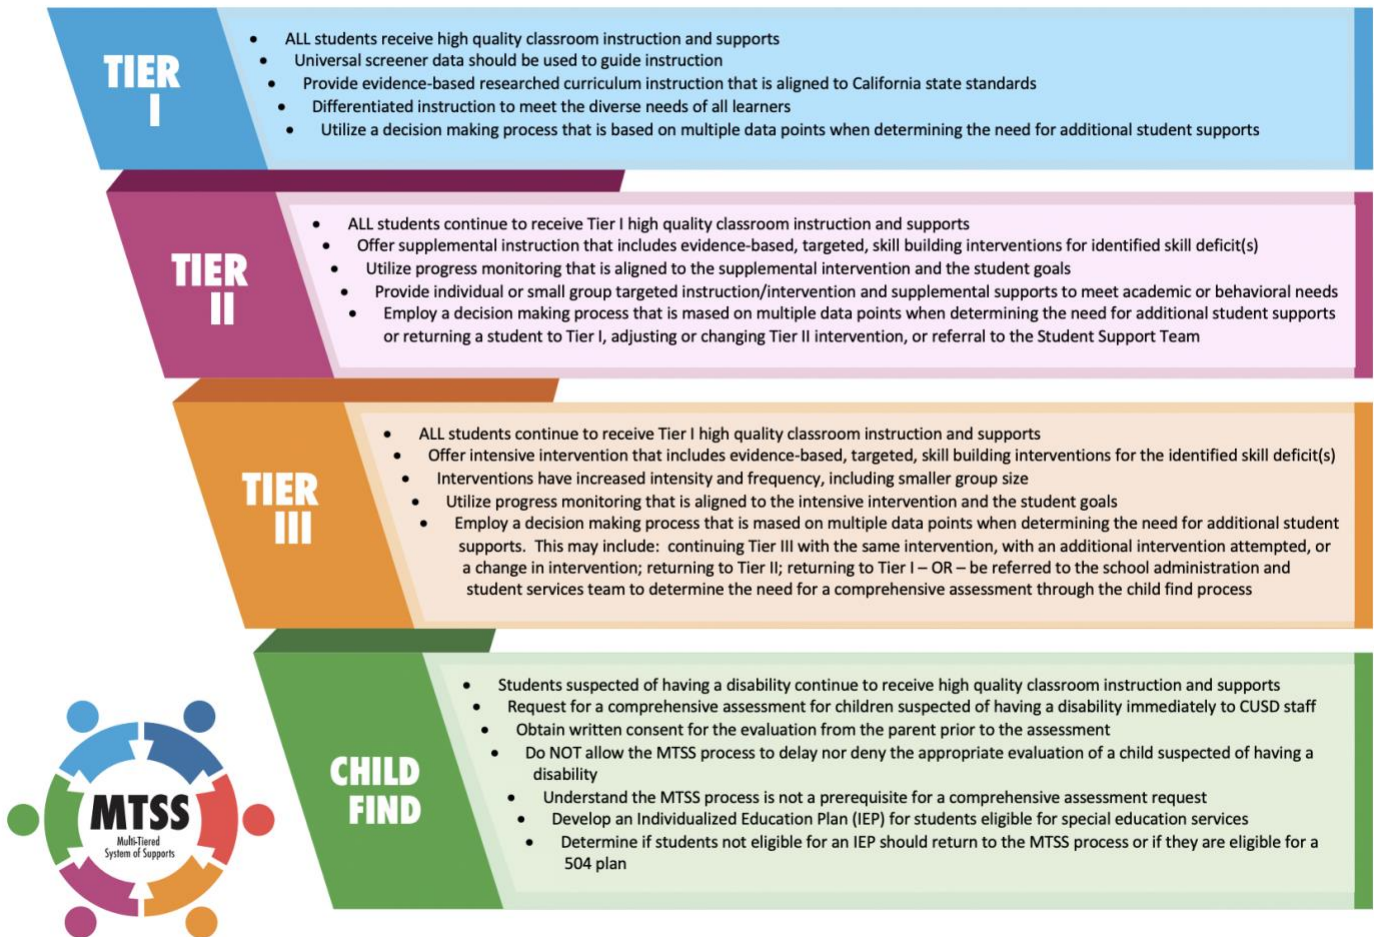 TIER
I
• ALL students receive high quality classroom instruction and supports
• Universal screener data should be used to guide instruction
• Provide evidence-based researched curriculum instruction that is aligned to California state standards
• Differentiated instruction to meet the diverse needs of all learners
• Utilize a decision making process that is based on multiple data points when determining the need for additional student supports
TIER
II
• ALL students continue to receive Tier I high quality classroom instruction and supports
• Offer supplemental instruction that includes evidence-based, targeted, skill building interventions for identified skill deficit(s)
• Utilize progress monitoring that is aligned to the supplemental intervention and the student goals
• Provide individual or small group targeted instruction/intervention and supplemental supports to meet academic or behavioral needs
• Employ a decision making process that is mased on multiple data points when determining the need for additional student supports
or returning a student to Tier I, adjusting or changing Tier II intervention, or referral to the Student Support Team
TIER
III
• ALL students continue to receive Tier I high quality classroom instruction and supports
• Offer intensive intervention that includes evidence-based, targeted, skill building interventions for the identified skill deficit(s)
• Interventions have increased intensity and frequency, including smaller group size
• Utilize progress monitoring that is aligned to the intensive intervention and the student goals
• Employ a decision making process that is mased on multiple data points when determining the need for additional student
supports. This may include: continuing Tier III with the same intervention, with an additional intervention attempted, or
a change in intervention; returning to Tier II; returning to Tier I – OR – be referred to the school administration and
student services team to determine the need for a comprehensive assessment through the child find process
CHILD
FIND
• Students suspected of having a disability continue to receive high quality classroom instruction and supports
• Request for a comprehensive assessment for children suspected of having a disability immediately to CUSD staff
• Obtain written consent for the evaluation from the parent prior to the assessment
• Do NOT allow the MTSS process to delay nor deny the appropriate evaluation of a child suspected of having a
disability
• Understand the MTSS process is not a prerequisite for a comprehensive assessment request
• Develop an Individualized Education Plan (IEP) for students eligible for special education services
• Determine if students not eligible for an IEP should return to the MTSS process or if they are eligible for a
504 plan
MTSS
Multi-Tiered
System of Supports